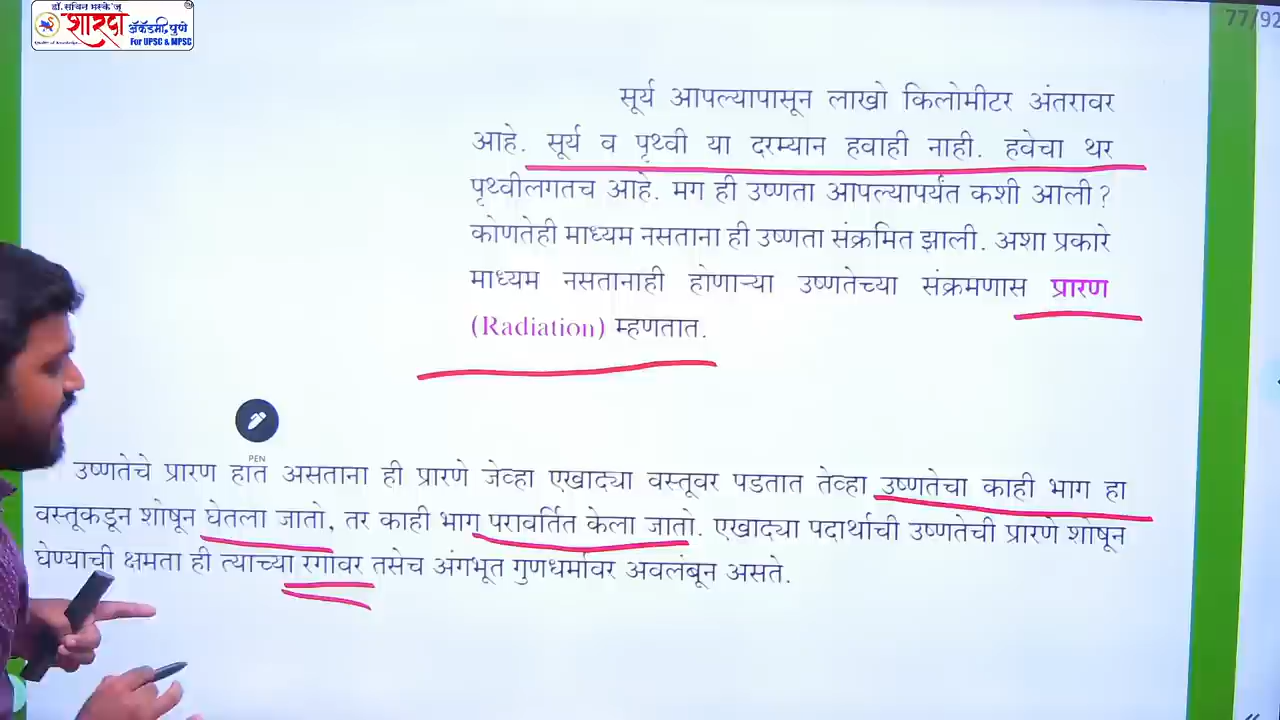 डॉ. सचिन भस्के'ज्
शारदा
ॲकॅडमी, पुणे
For UPSC & MPSC
77/92
सूर्य आपल्यापासून लाखो किलोमीटर अंतरावर
आहे. सूर्य व पृथ्वी या दरम्यान हवाही नाही. हवेचा थर
पृथ्वीलगतच आहे. मग ही उष्णता आपल्यापर्यंत कशी आली?
कोणतेही माध्यम नसताना ही उष्णता संक्रमित झाली. अशा प्रकारे
माध्यम नसतानाही होणाऱ्या उष्णतेच्या संक्रमणास प्रारण
(Radiation) म्हणतात.
PEN
उष्णतेचे प्रारण होत असताना ही प्रारणे जेव्हा एखाद्या वस्तूवर पडतात तेव्हा उष्णतेचा काही भाग हा
वस्तूकडून शोषून घेतला जातो, तर काही भाग परावर्तित केला जातो. एखाद्या पदार्थाची उष्णतेची प्रारणे शोषून
घेण्याची क्षमता ही त्याच्या रंगावर तसेच अंगभूत गुणधर्मावर अवलंबून असते.